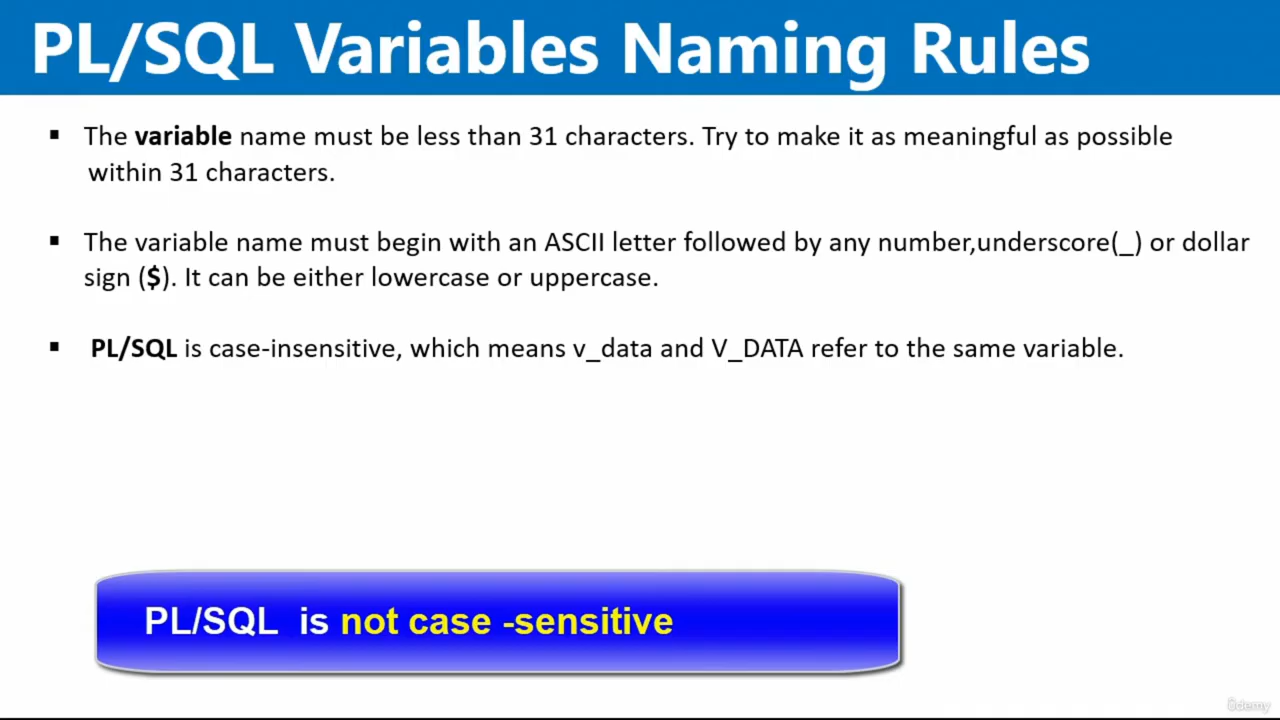 PL/SQL Variables Naming Rules
▪ The variable name must be less than 31 characters. Try to make it as meaningful as possible
within 31 characters.
▪ The variable name must begin with an ASCII letter followed by any number,underscore(_) or dollar
sign ($). It can be either lowercase or uppercase.
▪ PL/SQL is case-insensitive, which means v_data and V_DATA refer to the same variable.
PL/SQL is not case -sensitive
ûdemy